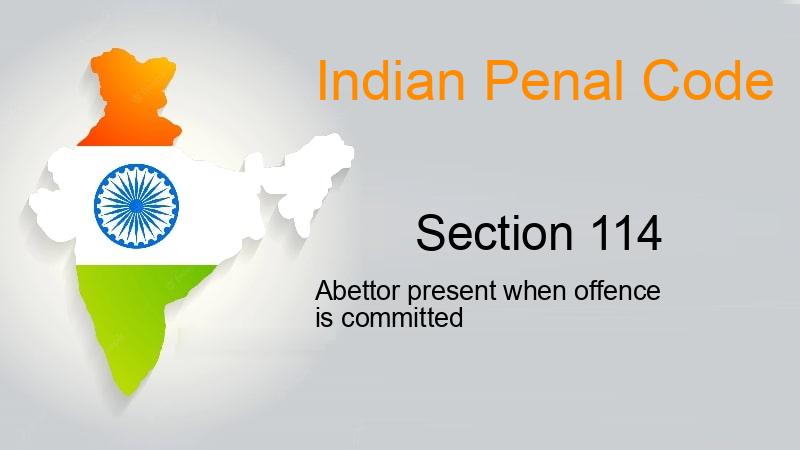 Indian Penal Code
Section 114
Abettor present when offence
is committed